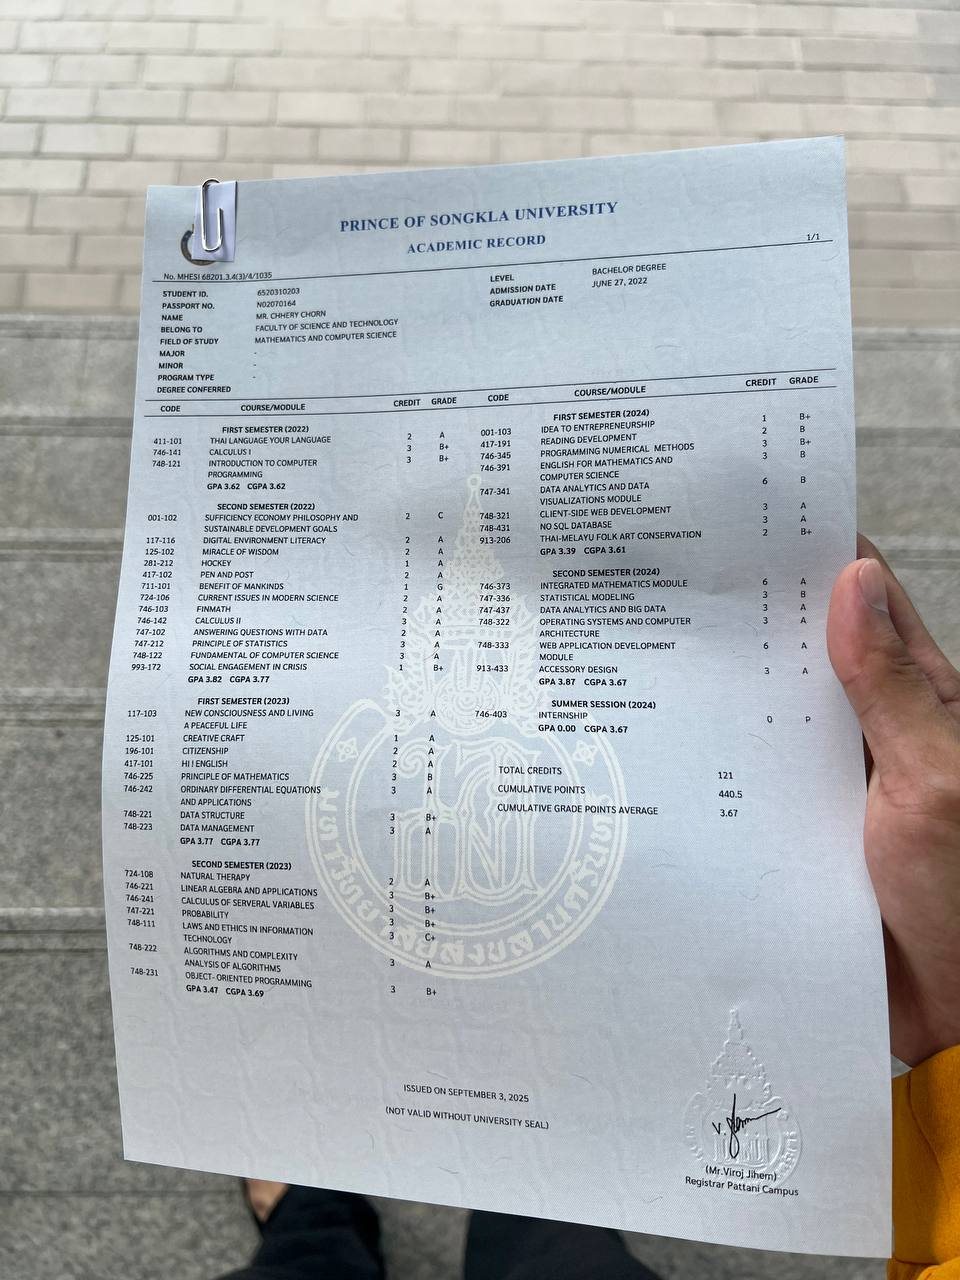 PRINCE OF SONGKLA UNIVERSITY
ACADEMIC RECORD
1/1
No. MHESI 68201.3.4(3)/4/1035
STUDENT ID. 6520310203
PASSPORT NO. N02070164
NAME MR. CHHERY CHORN
BELONG TO FACULTY OF SCIENCE AND TECHNOLOGY
FIELD OF STUDY MATHEMATICS AND COMPUTER SCIENCE
MAJOR -
MINOR -
PROGRAM TYPE -
DEGREE CONFERRED
LEVEL BACHELOR DEGREE
ADMISSION DATE JUNE 27, 2022
GRADUATION DATE
CODE COURSE/MODULE CREDIT GRADE
FIRST SEMESTER (2022)
411-101 THAI LANGUAGE YOUR LANGUAGE 2 A
746-141 CALCULUS I 3 B+
748-121 INTRODUCTION TO COMPUTER 3 B+
PROGRAMMING
GPA 3.62 CGPA 3.62
SECOND SEMESTER (2022)
001-102 SUFFICIENCY ECONOMY PHILOSOPHY AND 2 C
SUSTAINABLE DEVELOPMENT GOALS
117-116 DIGITAL ENVIRONMENT LITERACY 2 A
125-102 MIRACLE OF WISDOM 2 A
281-212 HOCKEY 1 A
417-102 PEN AND POST 2 A
711-101 BENEFIT OF MANKINDS 1 G
724-106 CURRENT ISSUES IN MODERN SCIENCE 2 A
746-103 FINMATH 2 A
746-142 CALCULUS II 3 A
747-102 ANSWERING QUESTIONS WITH DATA 2 A
747-212 PRINCIPLE OF STATISTICS 3 A
748-122 FUNDAMENTAL OF COMPUTER SCIENCE 3 A
993-172 SOCIAL ENGAGEMENT IN CRISIS 1 B+
GPA 3.82 CGPA 3.77
FIRST SEMESTER (2023)
117-103 NEW CONSCIOUSNESS AND LIVING 3 A
A PEACEFUL LIFE
125-101 CREATIVE CRAFT 1 A
196-101 CITIZENSHIP 2 A
417-101 HI ! ENGLISH 2 A
746-225 PRINCIPLE OF MATHEMATICS 3 B
746-242 ORDINARY DIFFERENTIAL EQUATIONS 3 A
AND APPLICATIONS
748-221 DATA STRUCTURE 3 B+
748-223 DATA MANAGEMENT 3 A
GPA 3.77 CGPA 3.77
SECOND SEMESTER (2023)
724-108 NATURAL THERAPY 2 A
746-221 LINEAR ALGEBRA AND APPLICATIONS 3 B+
746-241 CALCULUS OF SERVERAL VARIABLES 3 B+
747-221 PROBABILITY 3 B+
748-111 LAWS AND ETHICS IN INFORMATION 3 C+
TECHNOLOGY
748-222 ALGORITHMS AND COMPLEXITY 3 A
ANALYSIS OF ALGORITHMS
748-231 OBJECT- ORIENTED PROGRAMMING 3 B+
GPA 3.47 CGPA 3.69
CODE COURSE/MODULE CREDIT GRADE
FIRST SEMESTER (2024)
001-103 IDEA TO ENTREPRENEURSHIP 1 B+
417-191 READING DEVELOPMENT 2 B
746-345 PROGRAMMING NUMERICAL METHODS 3 B+
746-391 ENGLISH FOR MATHEMATICS AND 3 B
COMPUTER SCIENCE
747-341 DATA ANALYTICS AND DATA 6 B
VISUALIZATIONS MODULE
748-321 CLIENT-SIDE WEB DEVELOPMENT 3 A
748-431 NO SQL DATABASE 3 A
913-206 THAI-MELAYU FOLK ART CONSERVATION 2 B+
GPA 3.39 CGPA 3.61
SECOND SEMESTER (2024)
746-373 INTEGRATED MATHEMATICS MODULE 6 A
747-336 STATISTICAL MODELING 3 B
747-437 DATA ANALYTICS AND BIG DATA 3 A
748-322 OPERATING SYSTEMS AND COMPUTER 3 A
ARCHITECTURE
748-333 WEB APPLICATION DEVELOPMENT 6 A
MODULE
913-433 ACCESSORY DESIGN 3 A
GPA 3.87 CGPA 3.67
SUMMER SESSION (2024)
746-403 INTERNSHIP 0 P
GPA 0.00 CGPA 3.67
TOTAL CREDITS 121
CUMULATIVE POINTS 440.5
CUMULATIVE GRADE POINTS AVERAGE 3.67
ISSUED ON SEPTEMBER 3, 2025
(NOT VALID WITHOUT UNIVERSITY SEAL)
(Mr.Viroj Jihem)
Registrar Pattani Campus